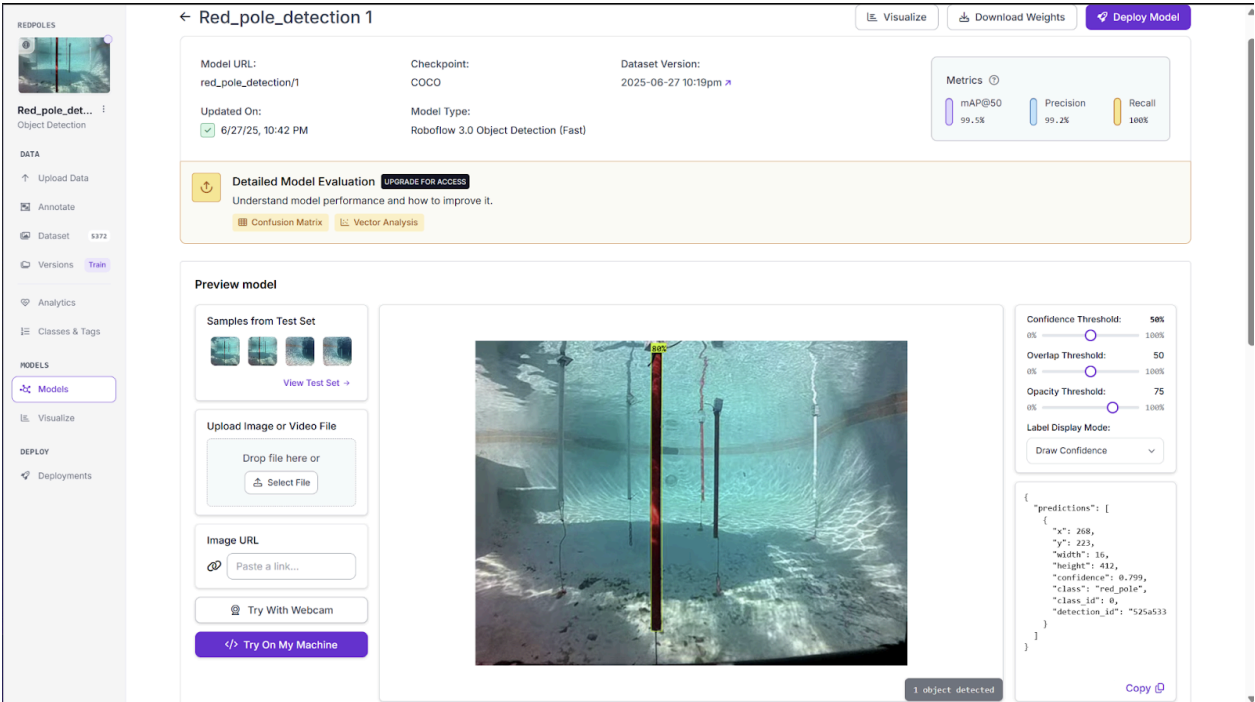 REDPOLES
Red_pole_det...
Object Detection
DATA
Upload Data
Annotate
Dataset 5372
Versions Train
Analytics
Classes & Tags
MODELS
Models
Visualize
DEPLOY
Deployments
← Red_pole_detection 1
Visualize
Download Weights
Deploy Model
Model URL:
red_pole_detection/1
Checkpoint:
COCO
Dataset Version:
2025-06-27 10:19pm ↗
Updated On:
6/27/25, 10:42 PM
Model Type:
Roboflow 3.0 Object Detection (Fast)
Metrics ?
mAP@50
99.5%
Precision
99.2%
Recall
100%
Detailed Model Evaluation UPGRADE FOR ACCESS
Understand model performance and how to improve it.
Confusion Matrix
Vector Analysis
Preview model
Samples from Test Set
View Test Set →
Upload Image or Video File
Drop file here or
Select File
Image URL
Paste a link...
Try With Webcam
</> Try On My Machine
80%
1 object detected
Confidence Threshold: 50%
0% 100%
Overlap Threshold: 50
0% 100%
Opacity Threshold: 75
0% 100%
Label Display Mode:
Draw Confidence
{
"predictions": [
{
"x": 268,
"y": 223,
"width": 16,
"height": 412,
"confidence": 0.799,
"class": "red_pole",
"class_id": 0,
"detection_id": "525a533
}
]
}
Copy